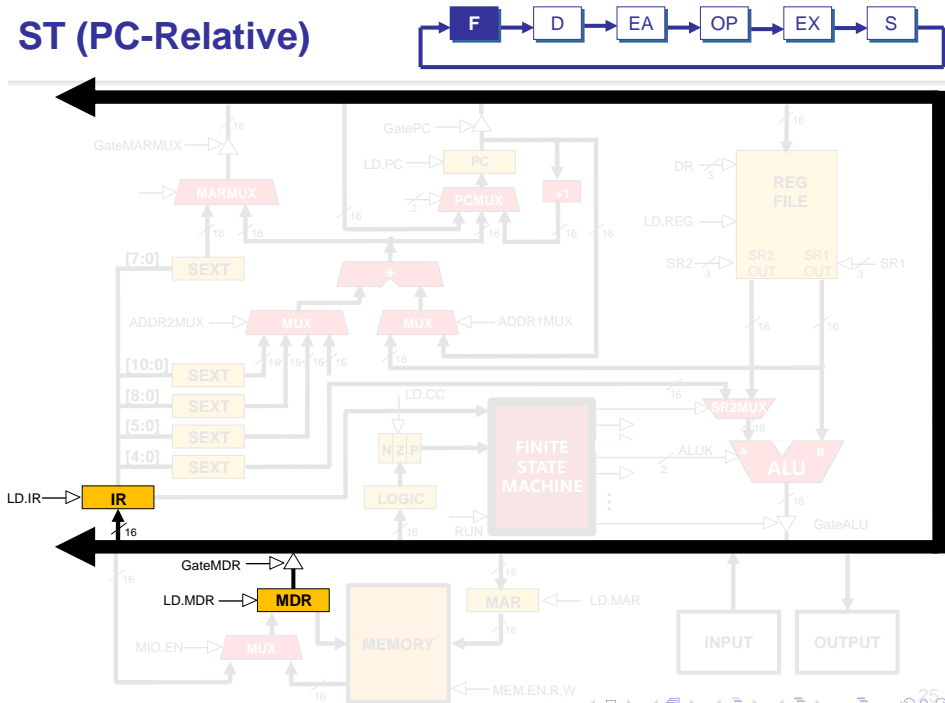 ST (PC-Relative)
F D EA OP EX S
16 16 16
GatePC
GateMARMUX
LD.PC PC DR 3 REG FILE
MARMUX 2 PCMUX +1
16 LD.REG
16 16 16 16 16
[7:0] SEXT SR2 3 SR2 OUT SR1 OUT 3 SR1
+
ADDR2MUX MUX MUX ADDR1MUX 16 16
16 16 16 16 16
[10:0] SEXT
LD.CC 16
[8:0] SEXT SR2MUX
[5:0] SEXT 16
N Z P FINITE STATE MACHINE ALUK 2 A B ALU
[4:0] SEXT
LD.IR IR LOGIC 16
RUN GateALU
16
GateMDR 16 16
LD.MDR MDR MAR LD.MAR
16
MIO.EN MUX MEMORY INPUT OUTPUT
16 MEM.EN,R,W
25